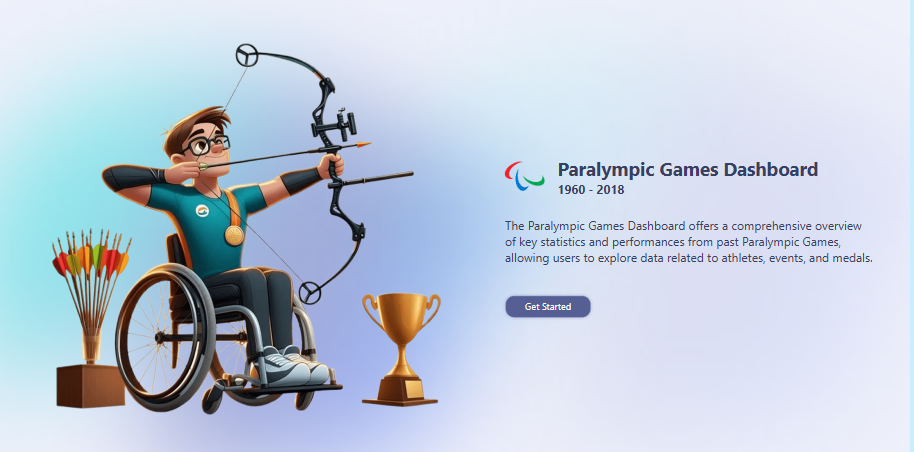 Paralympic Games Dashboard
1960 - 2018
The Paralympic Games Dashboard offers a comprehensive overview
of key statistics and performances from past Paralympic Games,
allowing users to explore data related to athletes, events, and medals.
Get Started